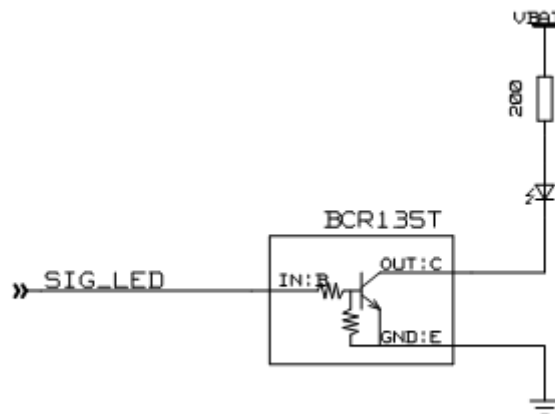 VBAT
200
BCR135T
OUT:C
SIG_LED
IN:B
GND:E